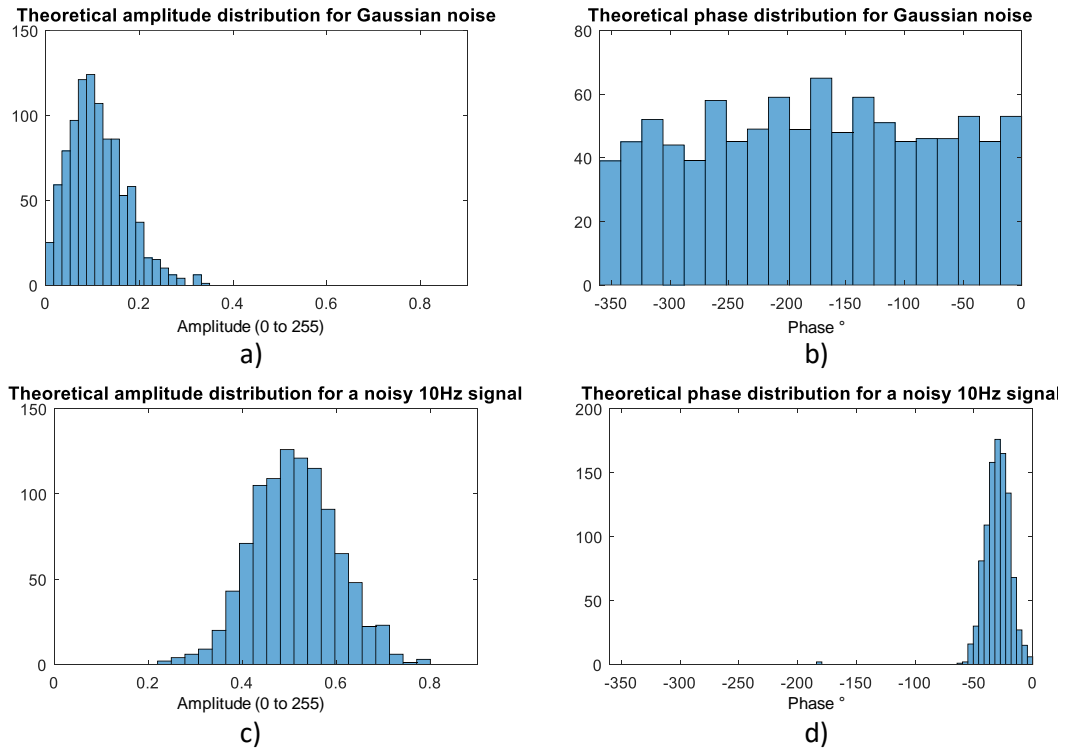 Theoretical amplitude distribution for Gaussian noise
150
100
50
0
0 0.2 0.4 0.6 0.8
Amplitude (0 to 255)
a)
Theoretical phase distribution for Gaussian noise
80
60
40
20
0
-350 -300 -250 -200 -150 -100 -50 0
Phase °
b)
Theoretical amplitude distribution for a noisy 10Hz signal
150
100
50
0
0 0.2 0.4 0.6 0.8
Amplitude (0 to 255)
c)
Theoretical phase distribution for a noisy 10Hz signal
200
150
100
50
0
-350 -300 -250 -200 -150 -100 -50 0
Phase °
d)